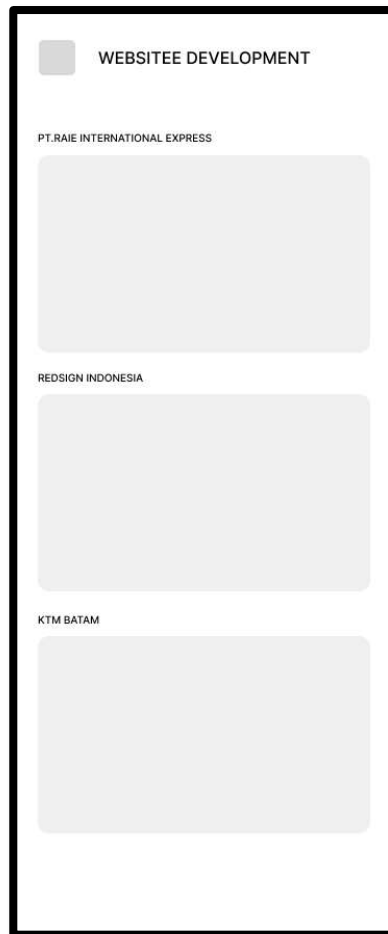 WEBSITEE DEVELOPMENT
PT.RAIE INTERNATIONAL EXPRESS
REDSIGN INDONESIA
KTM BATAM